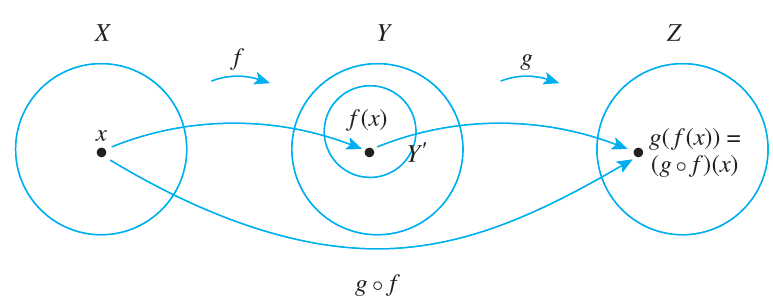 X
Y
Z
f
g
x
f(x)
Y′
g(f(x)) =
(g ∘ f)(x)
g ∘ f